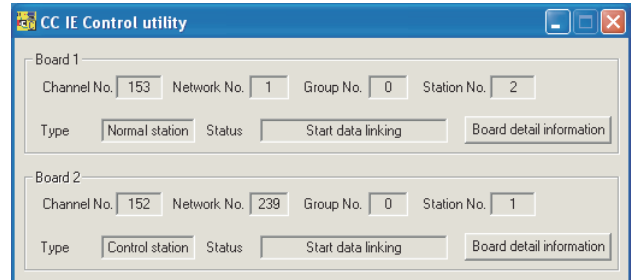 CC IE Control utility
Board 1
Channel No. 153 Network No. 1 Group No. 0 Station No. 2
Type Normal station Status Start data linking Board detail information
Board 2
Channel No. 152 Network No. 239 Group No. 0 Station No. 1
Type Control station Status Start data linking Board detail information